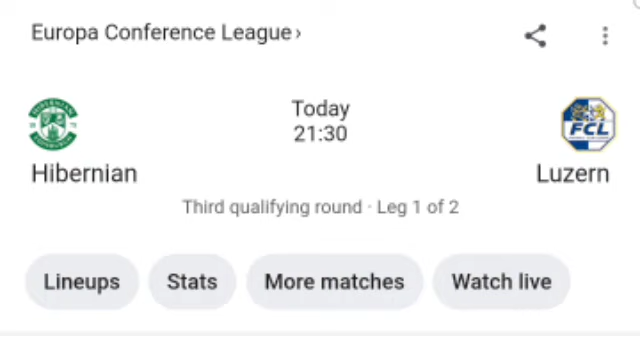 Europa Conference League ›
Today
21:30
FCL
Hibernian
Luzern
Third qualifying round · Leg 1 of 2
Lineups
Stats
More matches
Watch live